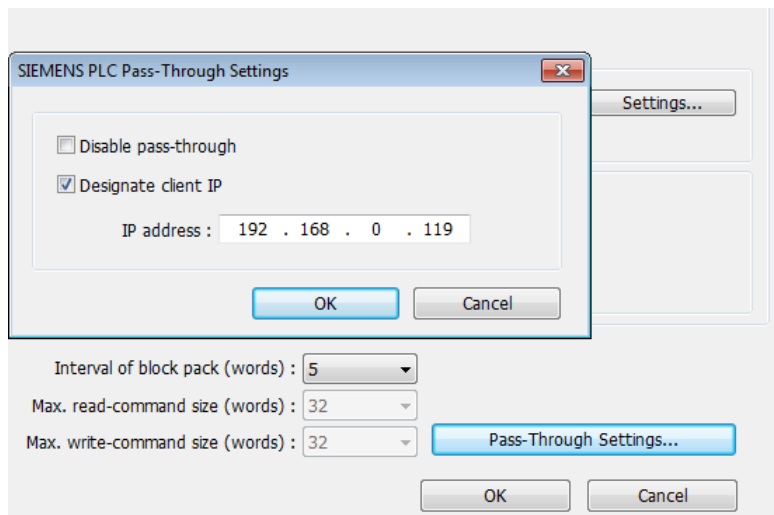 SIEMENS PLC Pass-Through Settings
Settings...
Disable pass-through
Designate client IP
IP address : 192 . 168 . 0 . 119
OK Cancel
Interval of block pack (words) : 5
Max. read-command size (words) : 32
Max. write-command size (words) : 32 Pass-Through Settings...
OK Cancel